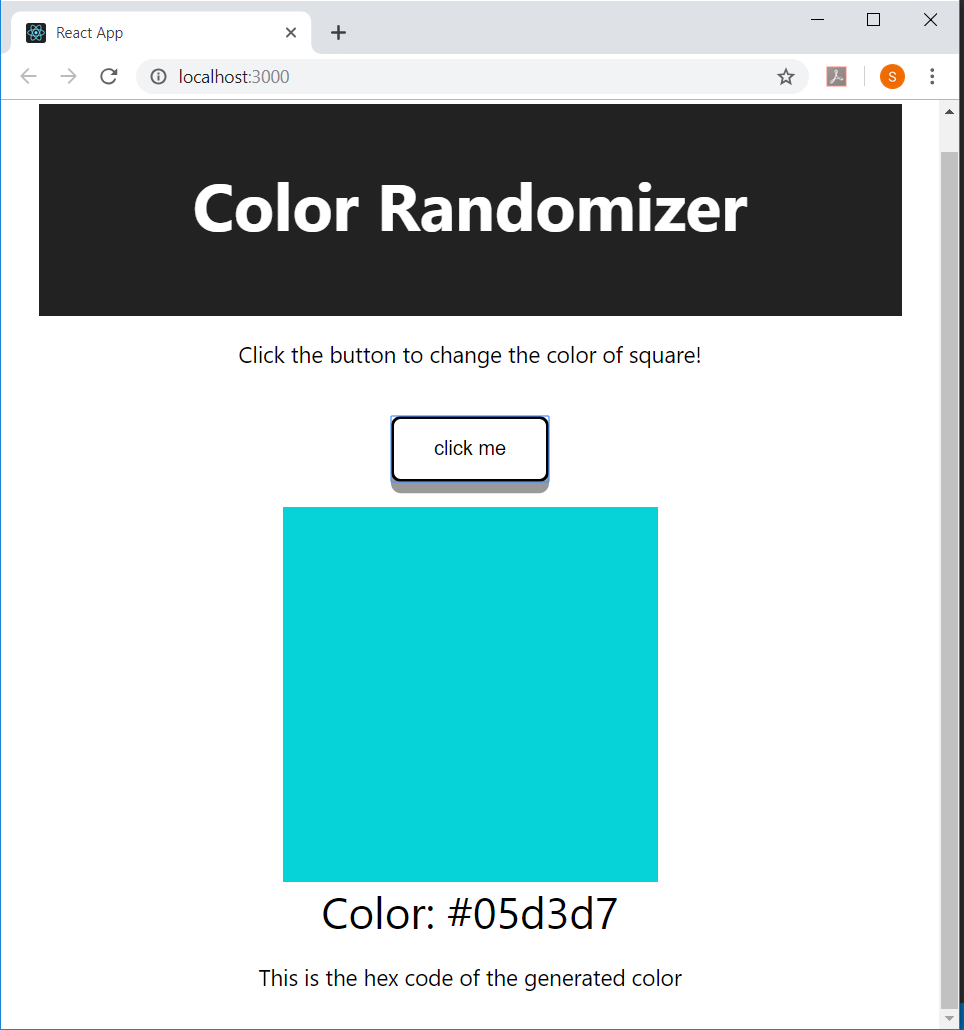 React App
localhost:3000
S
Color Randomizer
Click the button to change the color of square!
click me
Color: #05d3d7
This is the hex code of the generated color